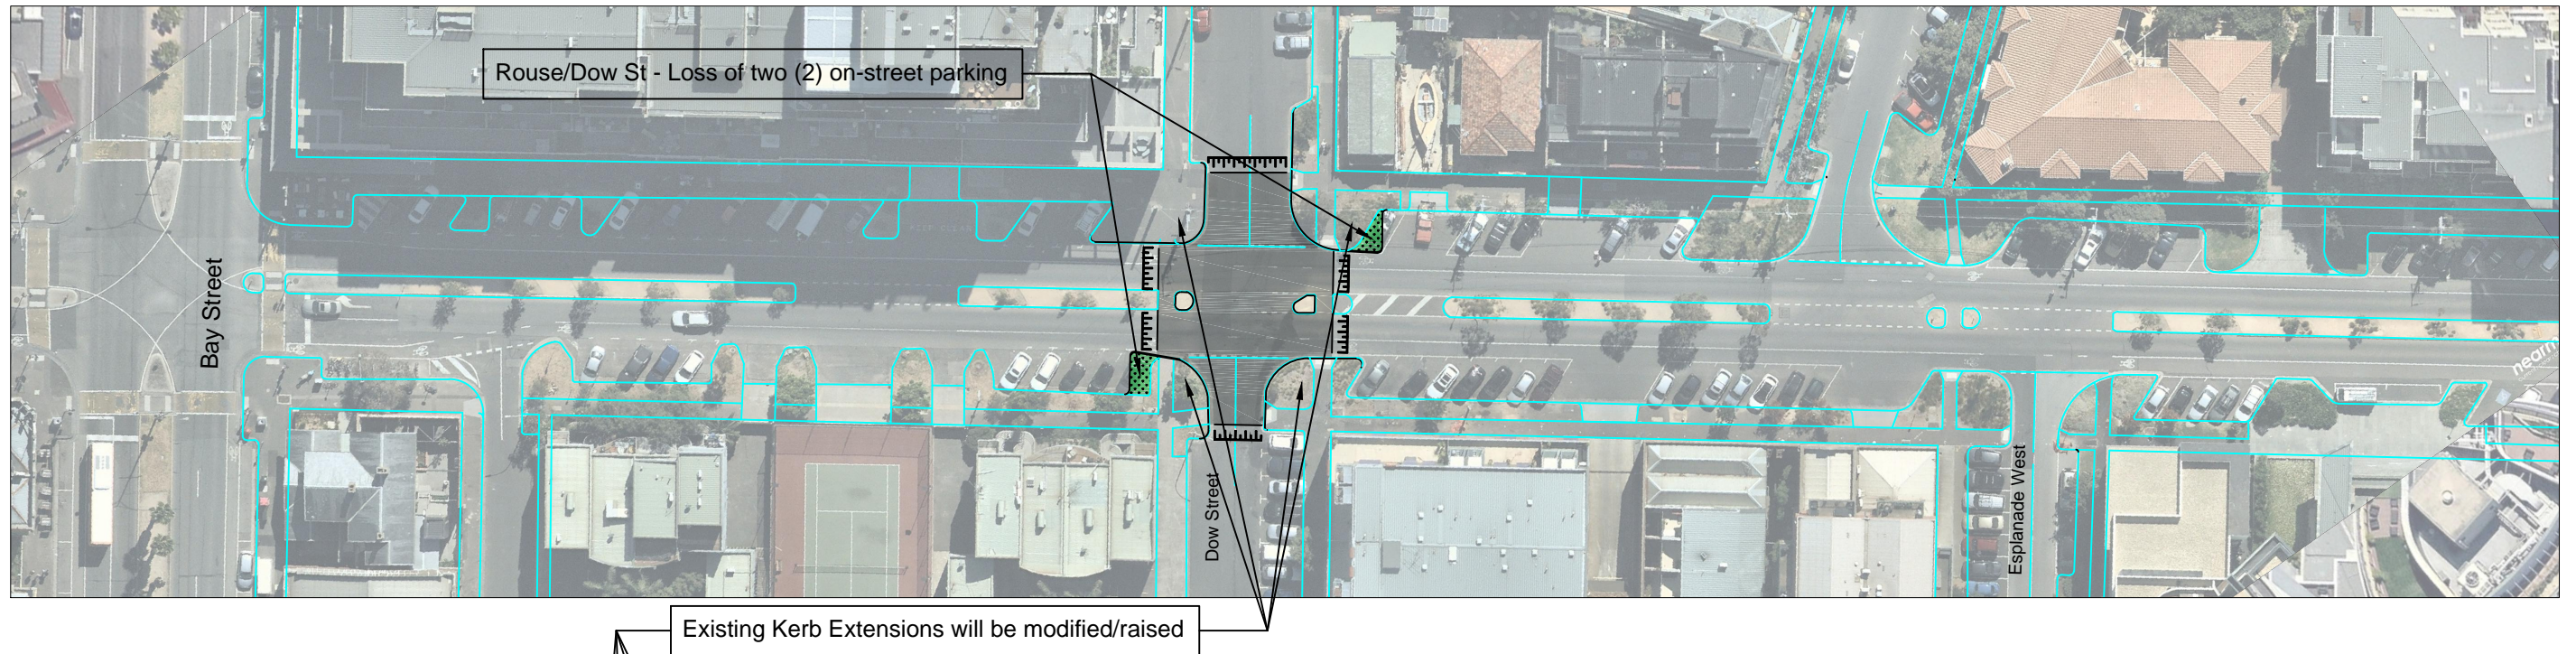 Rouse/Dow St - Loss of two (2) on-street parking
Bay Street
Dow Street
Esplanade West
nearm
Existing Kerb Extensions will be modified/raised